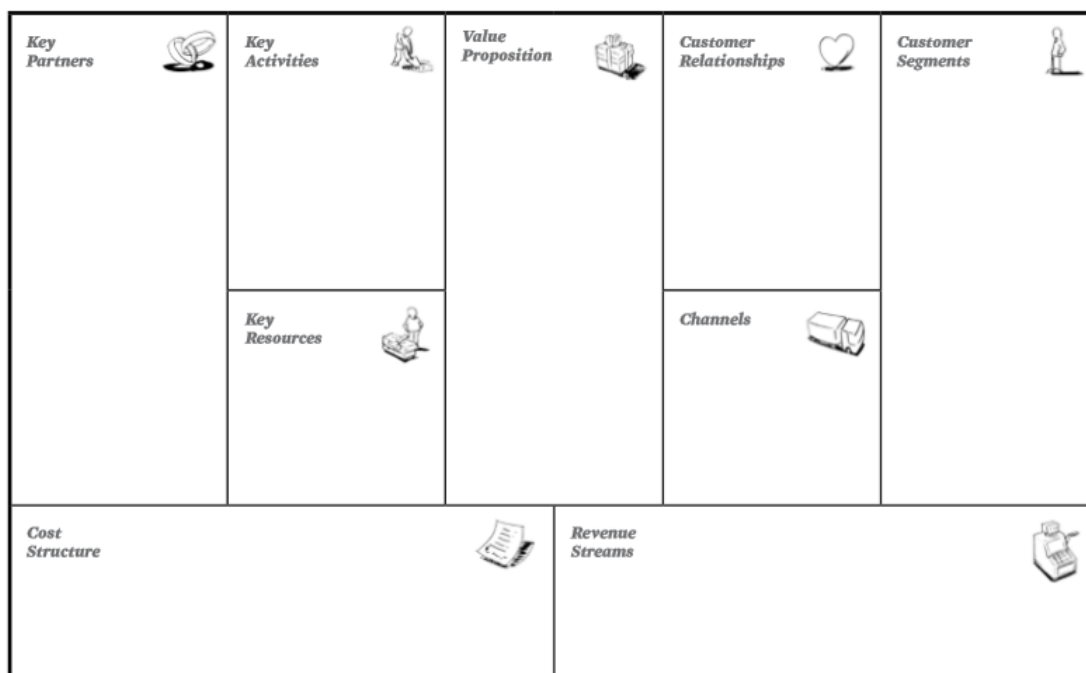 Key
Partners
Key
Activities
Value
Proposition
Customer
Relationships
Customer
Segments
Key
Resources
Channels
Cost
Structure
Revenue
Streams